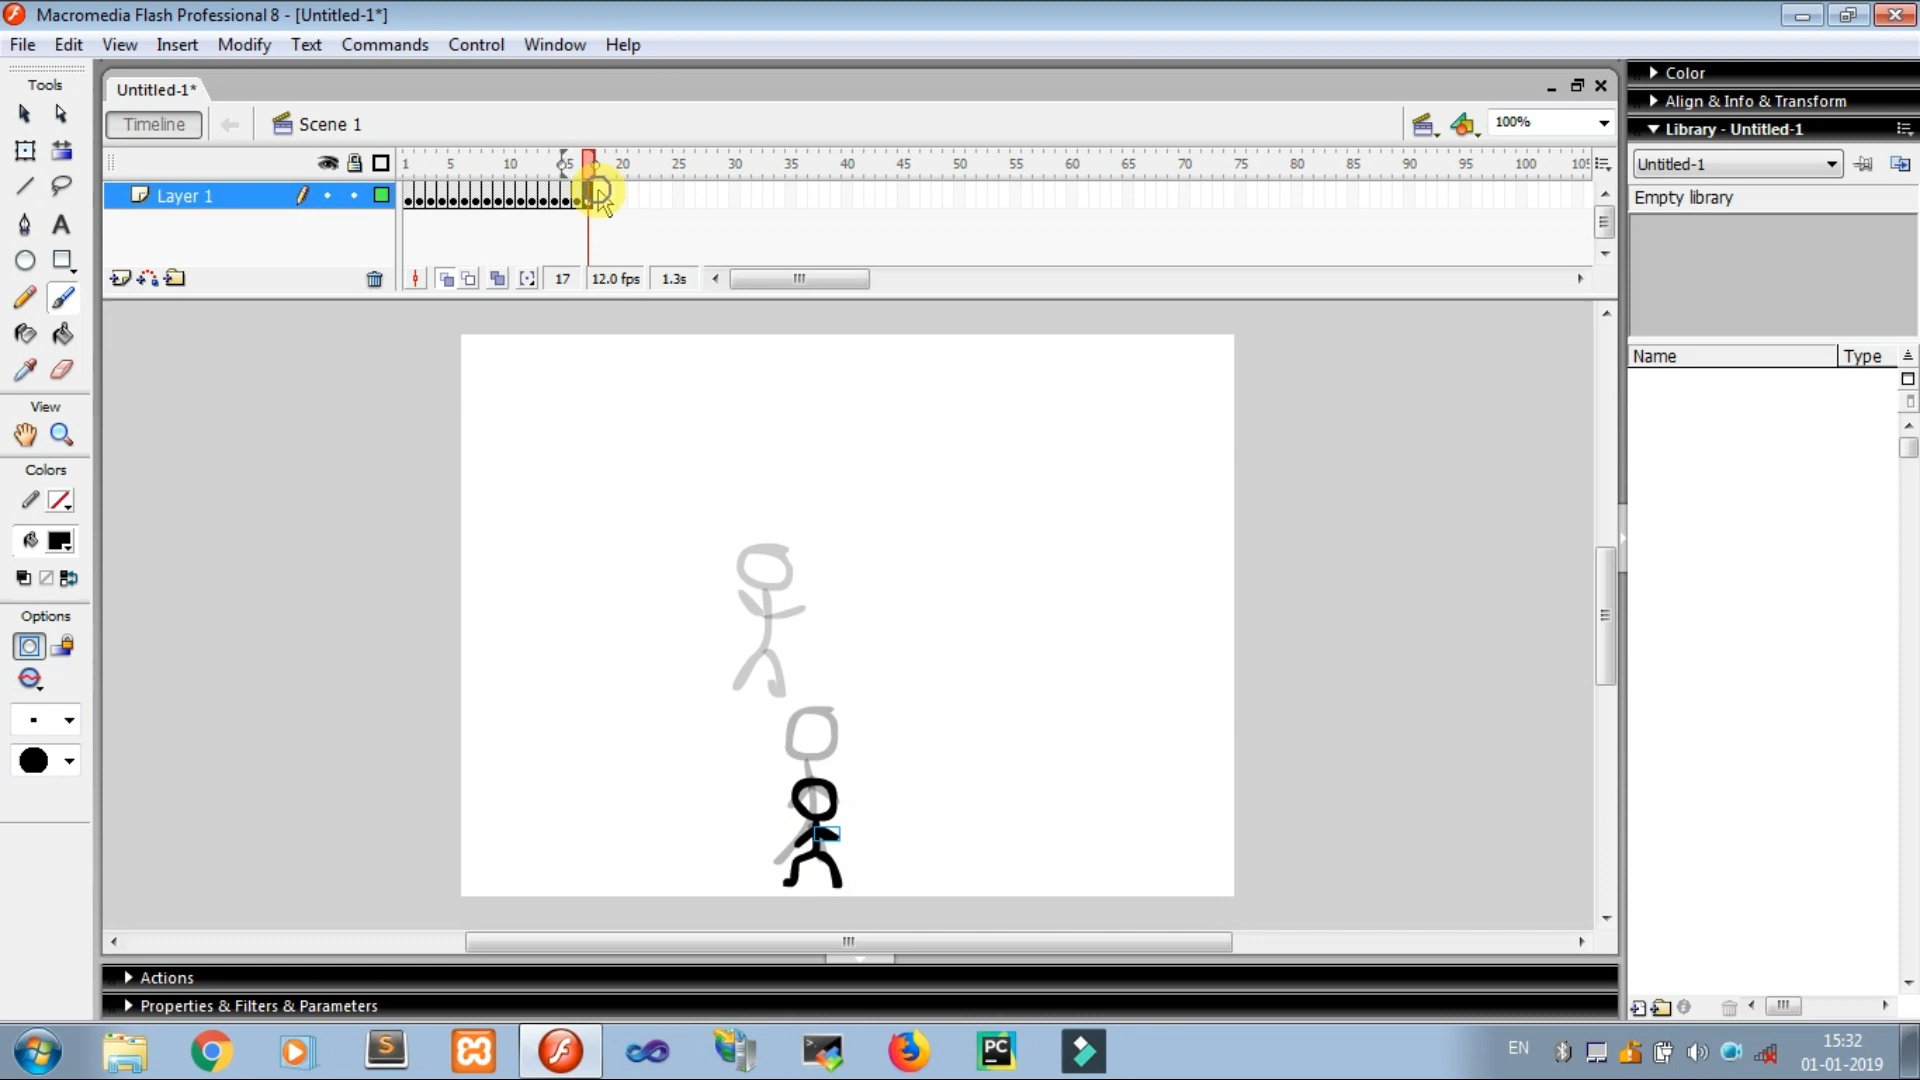 Macromedia Flash Professional 8 - [Untitled-1*]
File Edit View Insert Modify Text Commands Control Window Help
Tools
View
Colors
Options
Untitled-1*
Timeline
Scene 1
100%
1 5 10 20 25 30 35 40 45 50 55 60 65 70 75 80 85 90 95 100
Layer 1
17 12.0 fps 1.3s
Color
Align & Info & Transform
Library - Untitled-1
Untitled-1
Empty library
Name Type
Actions
Properties & Filters & Parameters
EN
15:32
01-01-2019